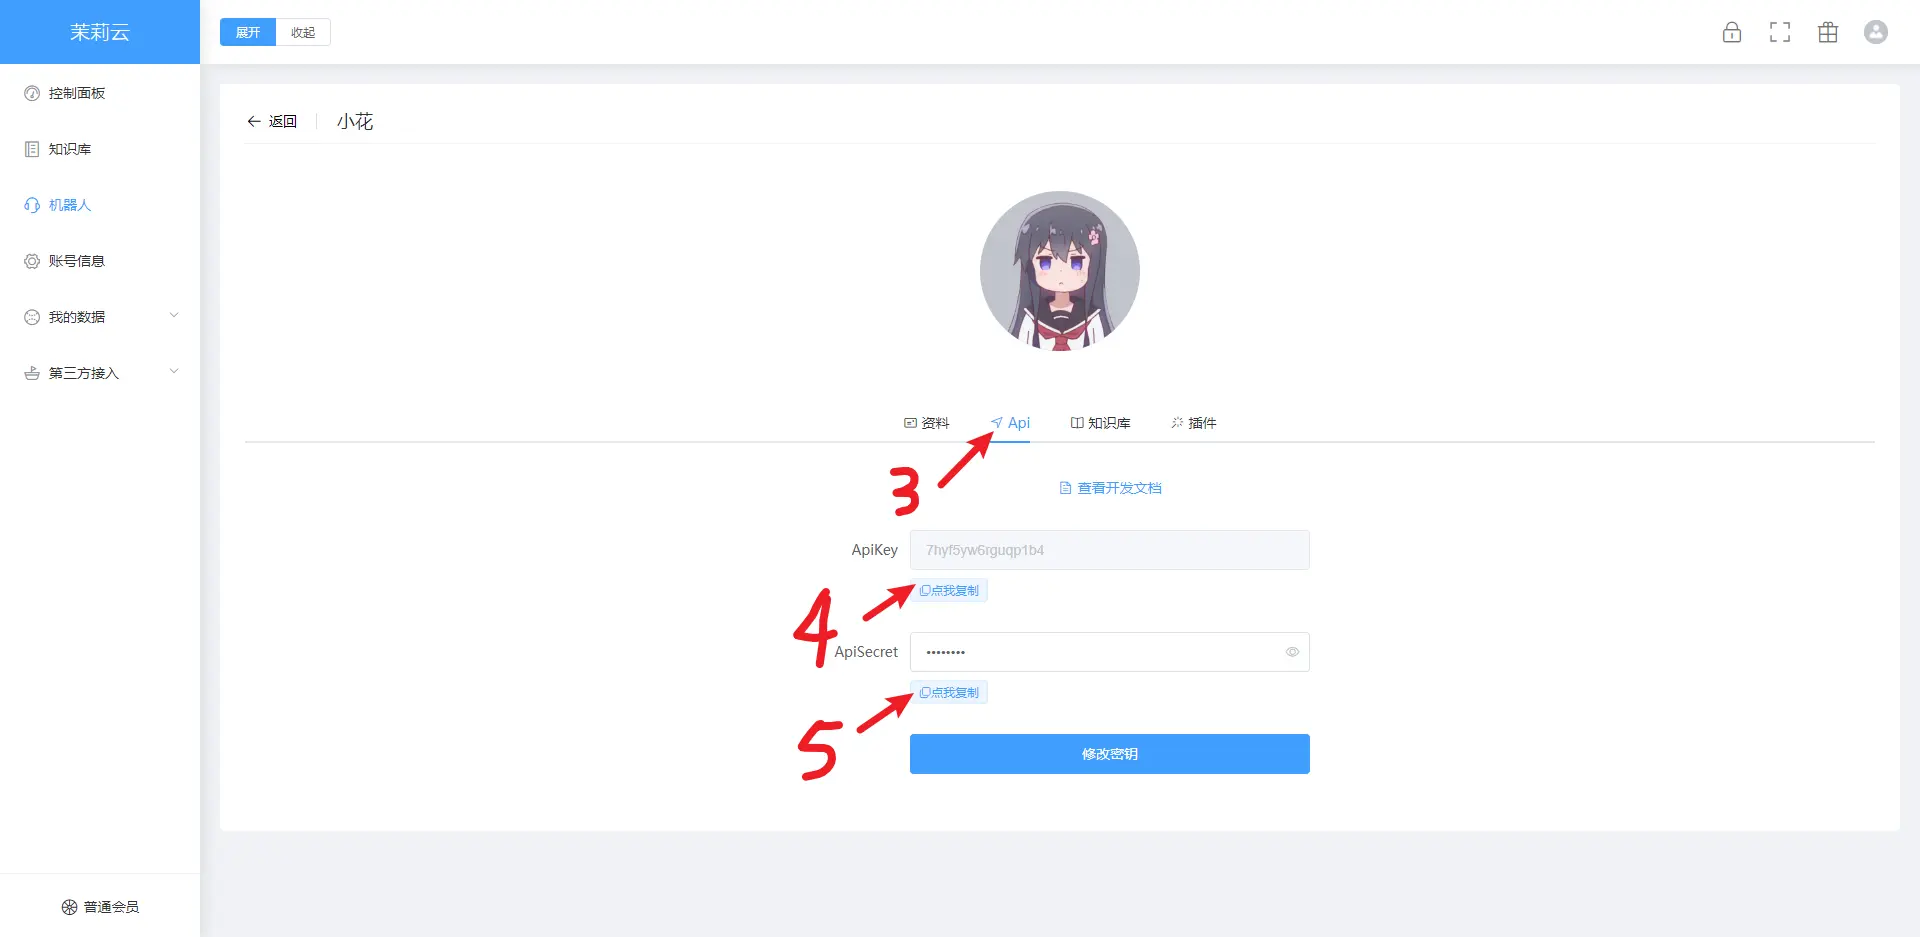 茉莉云
展开 收起
控制面板
知识库
机器人
账号信息
我的数据
第三方接入
普通会员
返回 小花
资料 Api 知识库 插件
3
查看开发文档
ApiKey 7hyf5yw6rguqp1b4
点我复制
4
ApiSecret ••••••••
点我复制
5
修改密钥